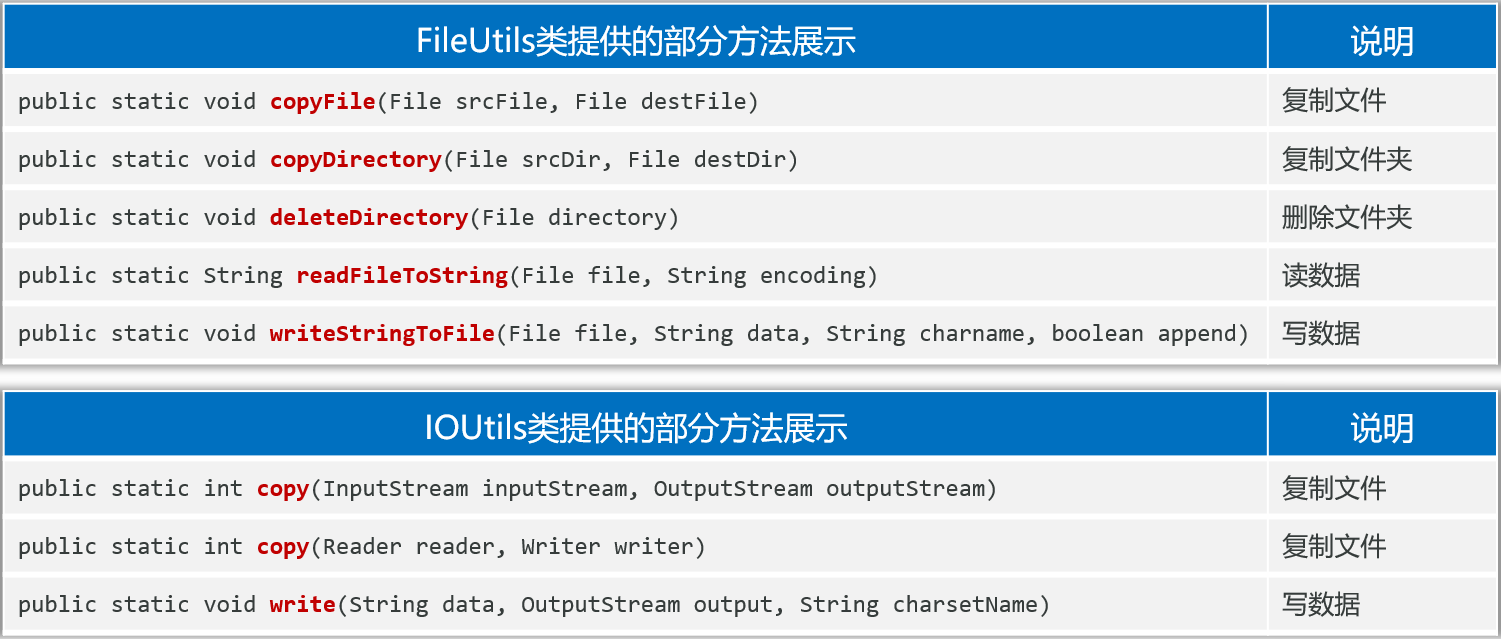 FileUtils类提供的部分方法展示 说明
public static void copyFile(File srcFile, File destFile) 复制文件
public static void copyDirectory(File srcDir, File destDir) 复制文件夹
public static void deleteDirectory(File directory) 删除文件夹
public static String readFileToString(File file, String encoding) 读数据
public static void writeStringToFile(File file, String data, String charname, boolean append) 写数据
IOUtils类提供的部分方法展示 说明
public static int copy(InputStream inputStream, OutputStream outputStream) 复制文件
public static int copy(Reader reader, Writer writer) 复制文件
public static void write(String data, OutputStream output, String charsetName) 写数据